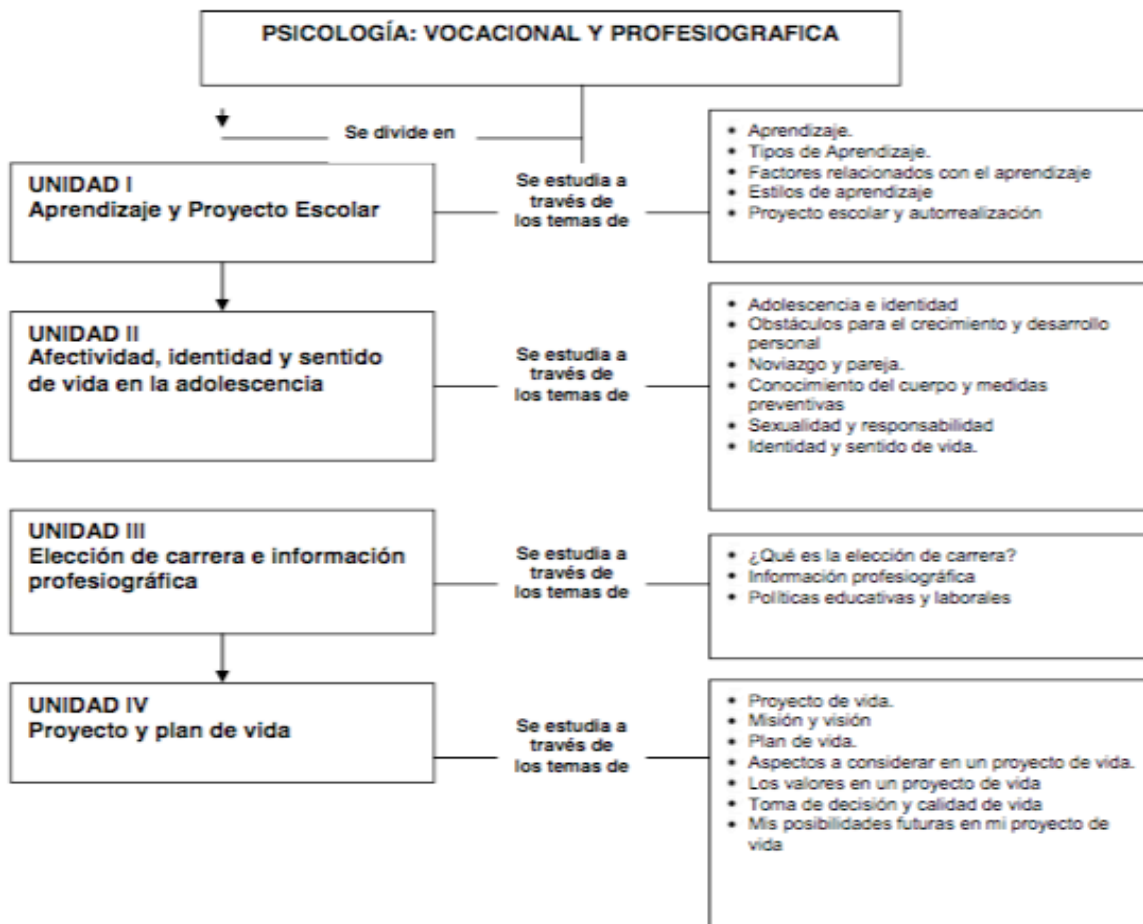 PSICOLOGÍA: VOCACIONAL Y PROFESIOGRAFICA
Se divide en
UNIDAD I
Aprendizaje y Proyecto Escolar
Se estudia a
través de
los temas de
• Aprendizaje.
• Tipos de Aprendizaje.
• Factores relacionados con el aprendizaje
• Estilos de aprendizaje
• Proyecto escolar y autorrealización
UNIDAD II
Afectividad, identidad y sentido
de vida en la adolescencia
Se estudia a
través de
los temas de
• Adolescencia e identidad
• Obstáculos para el crecimiento y desarrollo
personal
• Noviazgo y pareja.
• Conocimiento del cuerpo y medidas
preventivas
• Sexualidad y responsabilidad
• Identidad y sentido de vida.
UNIDAD III
Elección de carrera e información
profesiográfica
Se estudia a
través de
los temas de
• ¿Qué es la elección de carrera?
• Información profesiográfica
• Políticas educativas y laborales
UNIDAD IV
Proyecto y plan de vida
Se estudia a
través de
los temas de
• Proyecto de vida.
• Misión y visión
• Plan de vida.
• Aspectos a considerar en un proyecto de vida.
• Los valores en un proyecto de vida
• Toma de decisión y calidad de vida
• Mis posibilidades futuras en mi proyecto de
vida